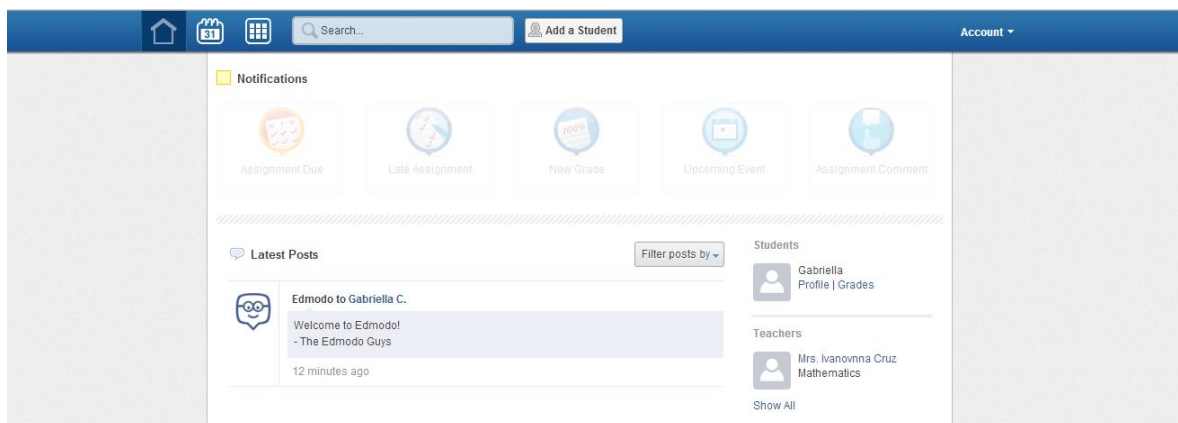 31
Search...
Add a Student
Account
Notifications
100%
Assignment Due
Late Assignment
New Grade
Upcoming Event
Assignment Comment
Latest Posts
Filter posts by
Edmodo to Gabriella C.
Welcome to Edmodo!
- The Edmodo Guys
12 minutes ago
Students
Gabriella
Profile | Grades
Teachers
Mrs. Ivanovnna Cruz
Mathematics
Show All